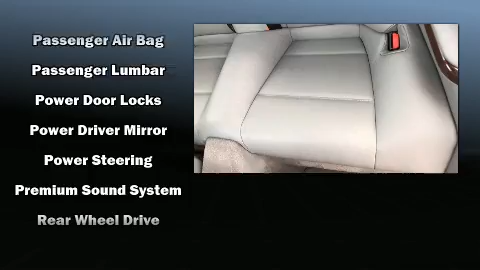 Passenger Air Bag
Passenger Lumbar
Power Door Locks
Power Driver Mirror
Power Steering
Premium Sound System
Rear Wheel Drive